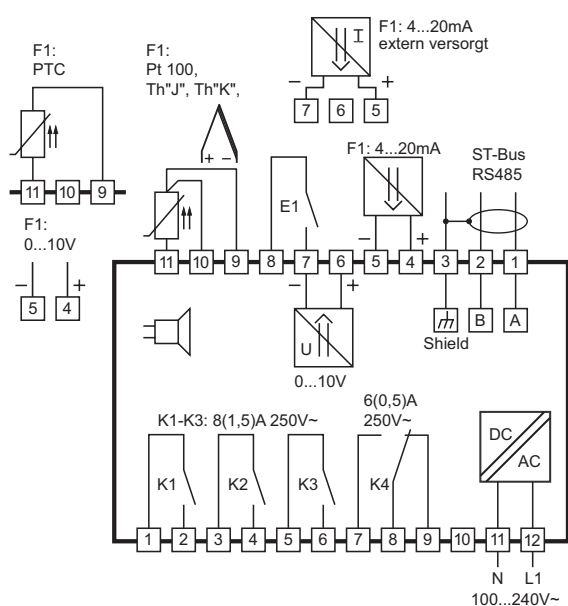 F1:
PTC
11 10 9
F1:
0...10V
– +
5 4
F1:
Pt 100,
Th"J", Th"K",
+ –
I
– +
7 6 5
F1: 4...20mA
extern versorgt
E1
F1: 4...20mA
– +
ST-Bus
RS485
11 10 9 8 7 6 5 4 3 2 1
– +
U
0...10V
B A
Shield
K1-K3: 8(1,5)A 250V~
6(0,5)A
250V~
K1 K2 K3 K4
DC
AC
1 2 3 4 5 6 7 8 9 10 11 12
N L1
100...240V~